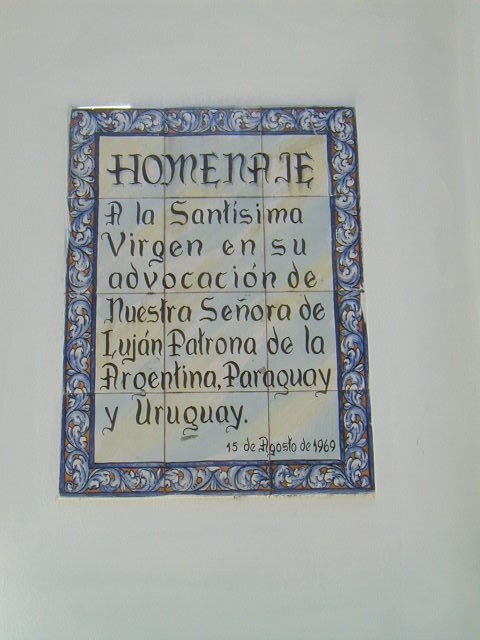 HOMENAJE
A la Santísima
Virgen en su
advocación de
Nuestra Señora de
Luján Patrona de la
Argentina, Paraguay
y Uruguay.
15 de Agosto de 1969